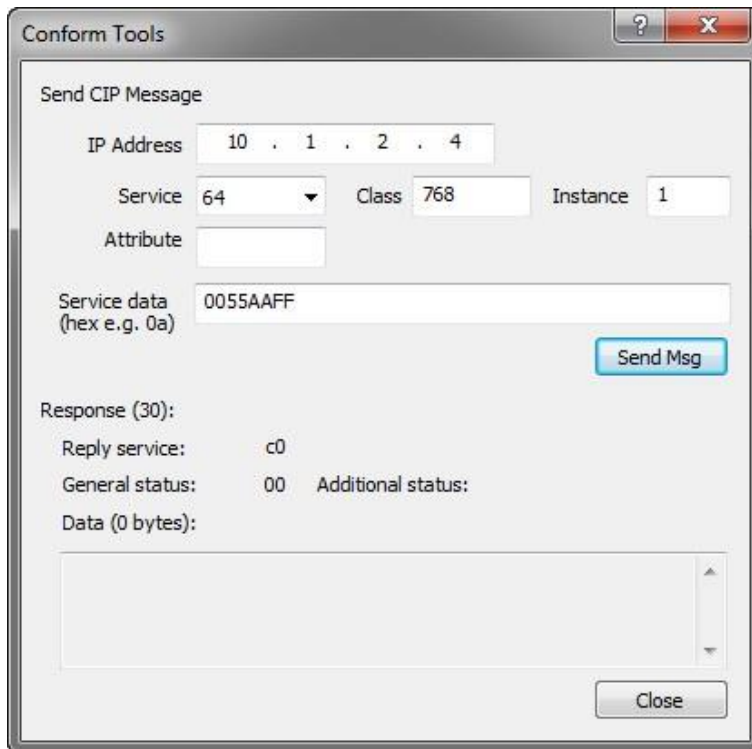 Conform Tools
Send CIP Message
IP Address 10 . 1 . 2 . 4
Service 64 Class 768 Instance 1
Attribute
Service data
(hex e.g. 0a)
0055AAFF
Send Msg
Response (30):
Reply service: c0
General status: 00 Additional status:
Data (0 bytes):
Close